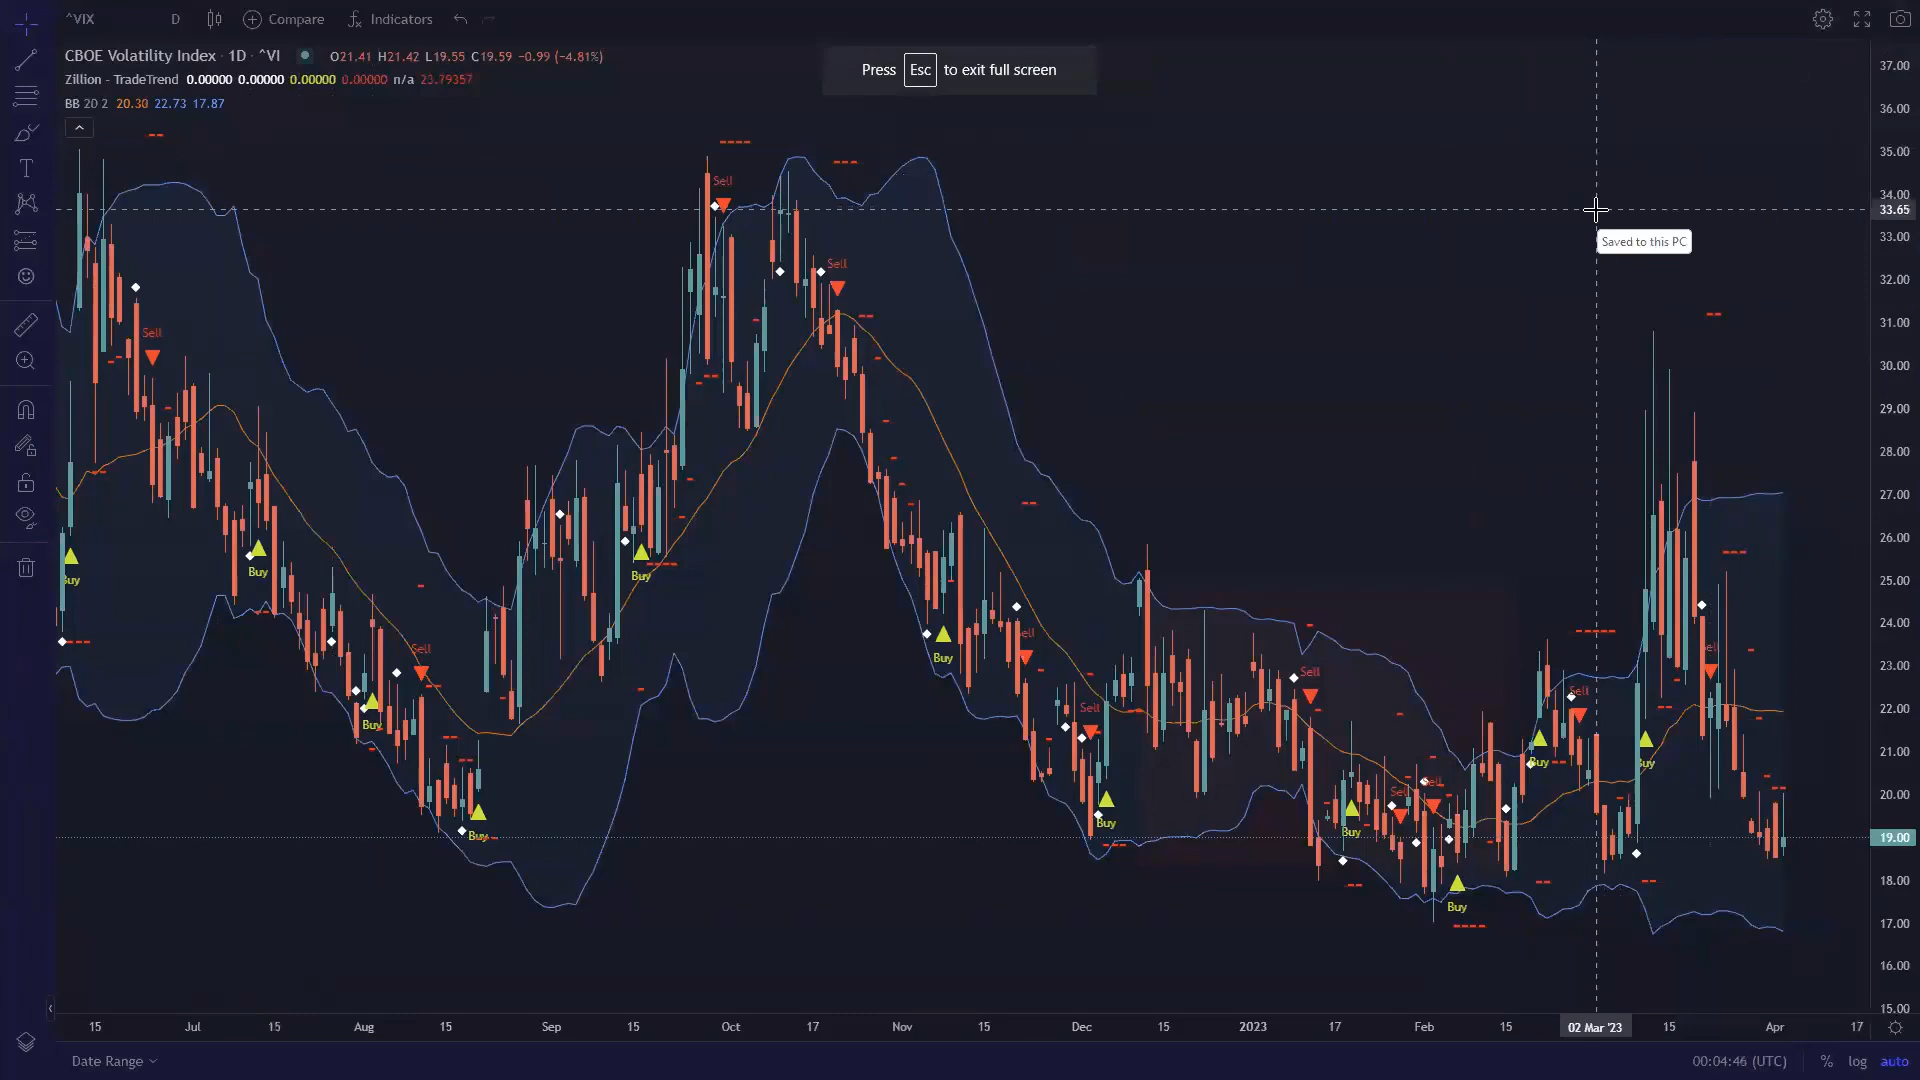 ^VIX D Compare Indicators
CBOE Volatility Index · 1D · ^VI O21.41 H21.42 L19.55 C19.59 −0.99 (−4.81%)
Zillion - TradeTrend 0.00000 0.00000 0.00000 0.00000 n/a 23.79357
BB 20 2 20.30 22.73 17.87
Press Esc to exit full screen
37.00
36.00
35.00
34.00
33.65
33.00
32.00
31.00
30.00
29.00
28.00
27.00
26.00
25.00
24.00
23.00
22.00
21.00
20.00
19.00
18.00
17.00
16.00
15.00
Saved to this PC
Sell
Sell
Sell
Buy
Buy
Buy
Sell
Buy
Sell
ell
Buy
Sell
Buy
Sell
Buy
Sell
Buy
Sell
Sell
Buy
Sell
Buy
Buy
ell
15 Jul 15 Aug 15 Sep 15 Oct 17 Nov 15 Dec 15 2023 17 Feb 15 02 Mar '23 15 Apr 17
Date Range 00:04:46 (UTC) % log auto